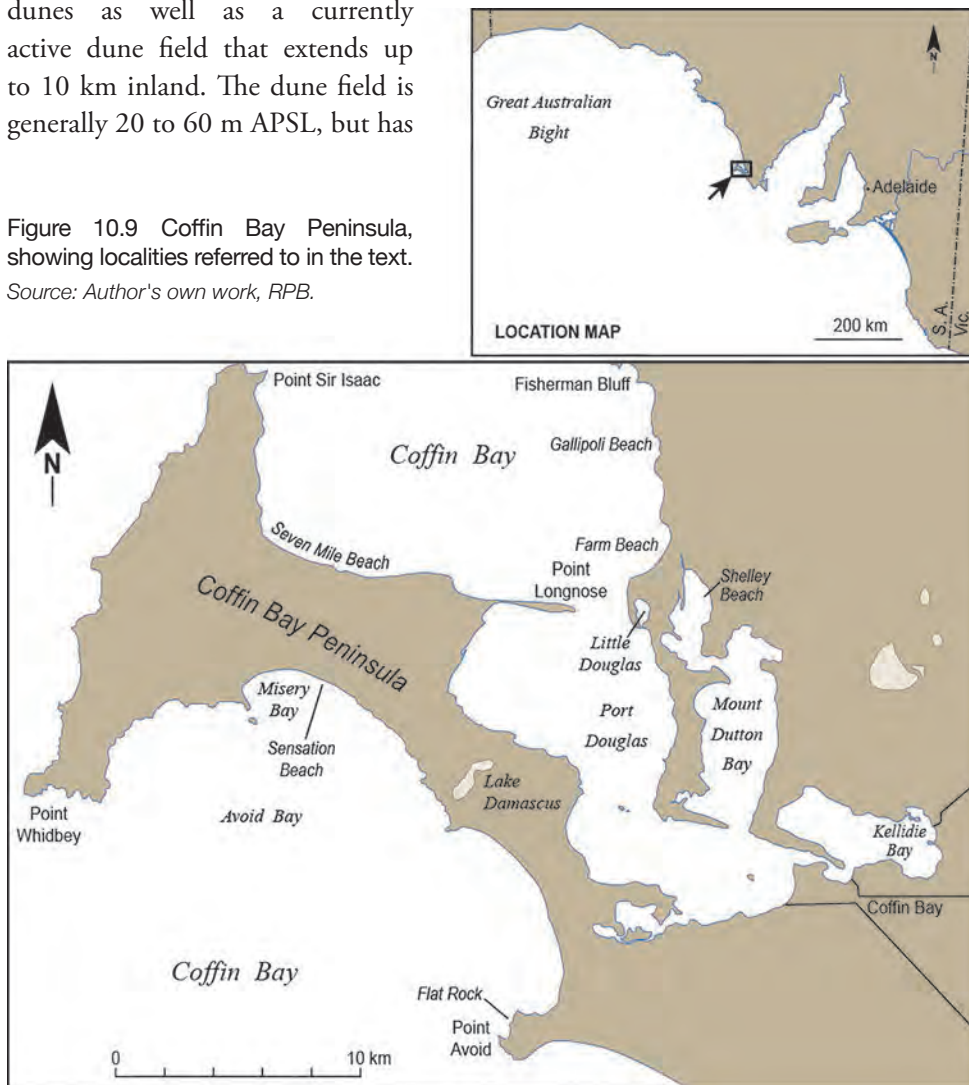 dunes as well as a currently
active dune field that extends up
to 10 km inland. The dune field is
generally 20 to 60 m APSL, but has
Figure 10.9 Coffin Bay Peninsula,
showing localities referred to in the text.
Source: Author's own work, RPB.
N
Great Australian
Bight
Adelaide
LOCATION MAP
200 km
S. A.
Vic.
N
Point Sir Isaac
Fisherman Bluff
Coffin Bay
Gallipoli Beach
Seven Mile Beach
Farm Beach
Point
Longnose
Shelley
Beach
Coffin Bay Peninsula
Little
Douglas
Misery
Bay
Sensation
Beach
Port
Douglas
Mount
Dutton
Bay
Lake
Damascus
Point
Whidbey
Avoid Bay
Kellidie
Bay
Coffin Bay
Coffin Bay
Flat Rock
Point
Avoid
0
10 km